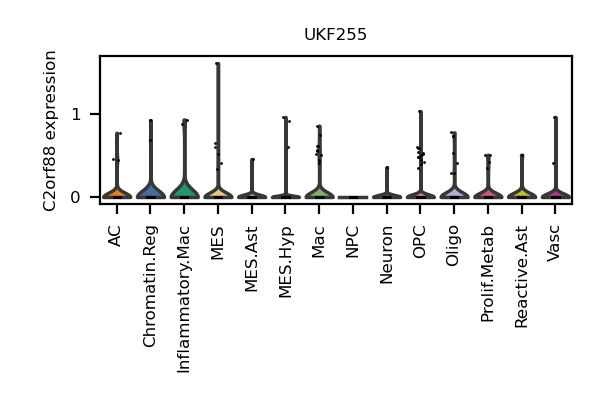 UKF255
C2orf88 expression
1
0
AC
Chromatin.Reg
Inflammatory.Mac
MES
MES.Ast
MES.Hyp
Mac
NPC
Neuron
OPC
Oligo
Prolif.Metab
Reactive.Ast
Vasc